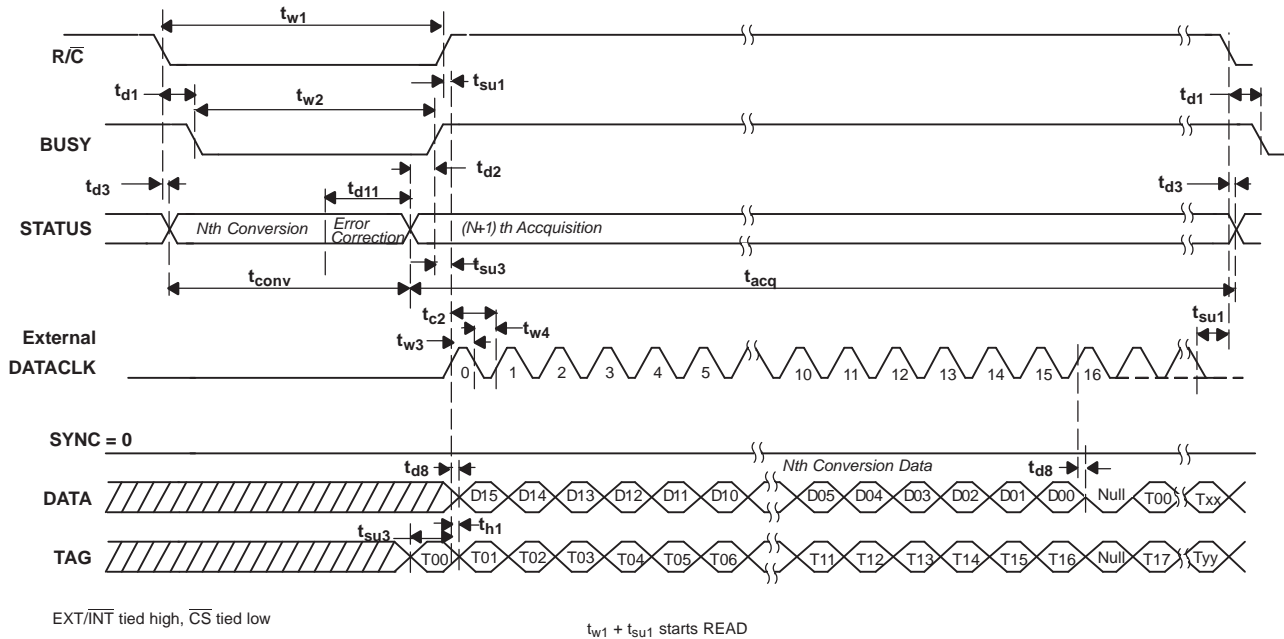 tw1
R/C
tsu1
td1
tw2
td1
BUSY
td2
td3
td11
td3
STATUS
Nth Conversion
Error
Correction
(N+1) th Accquisition
tsu3
tconv
tacq
tc2
tsu1
External
tw3
tw4
DATACLK
0 1 2 3 4 5 10 11 12 13 14 15 16
SYNC = 0
td8
Nth Conversion Data
td8
DATA
D15 D14 D13 D12 D11 D10 D05 D04 D03 D02 D01 D00 Null T00 Txx
tsu3
th1
TAG
T00 T01 T02 T03 T04 T05 T06 T11 T12 T13 T14 T15 T16 Null T17 Tyy
EXT/INT tied high, CS tied low
tw1 + tsu1 starts READ